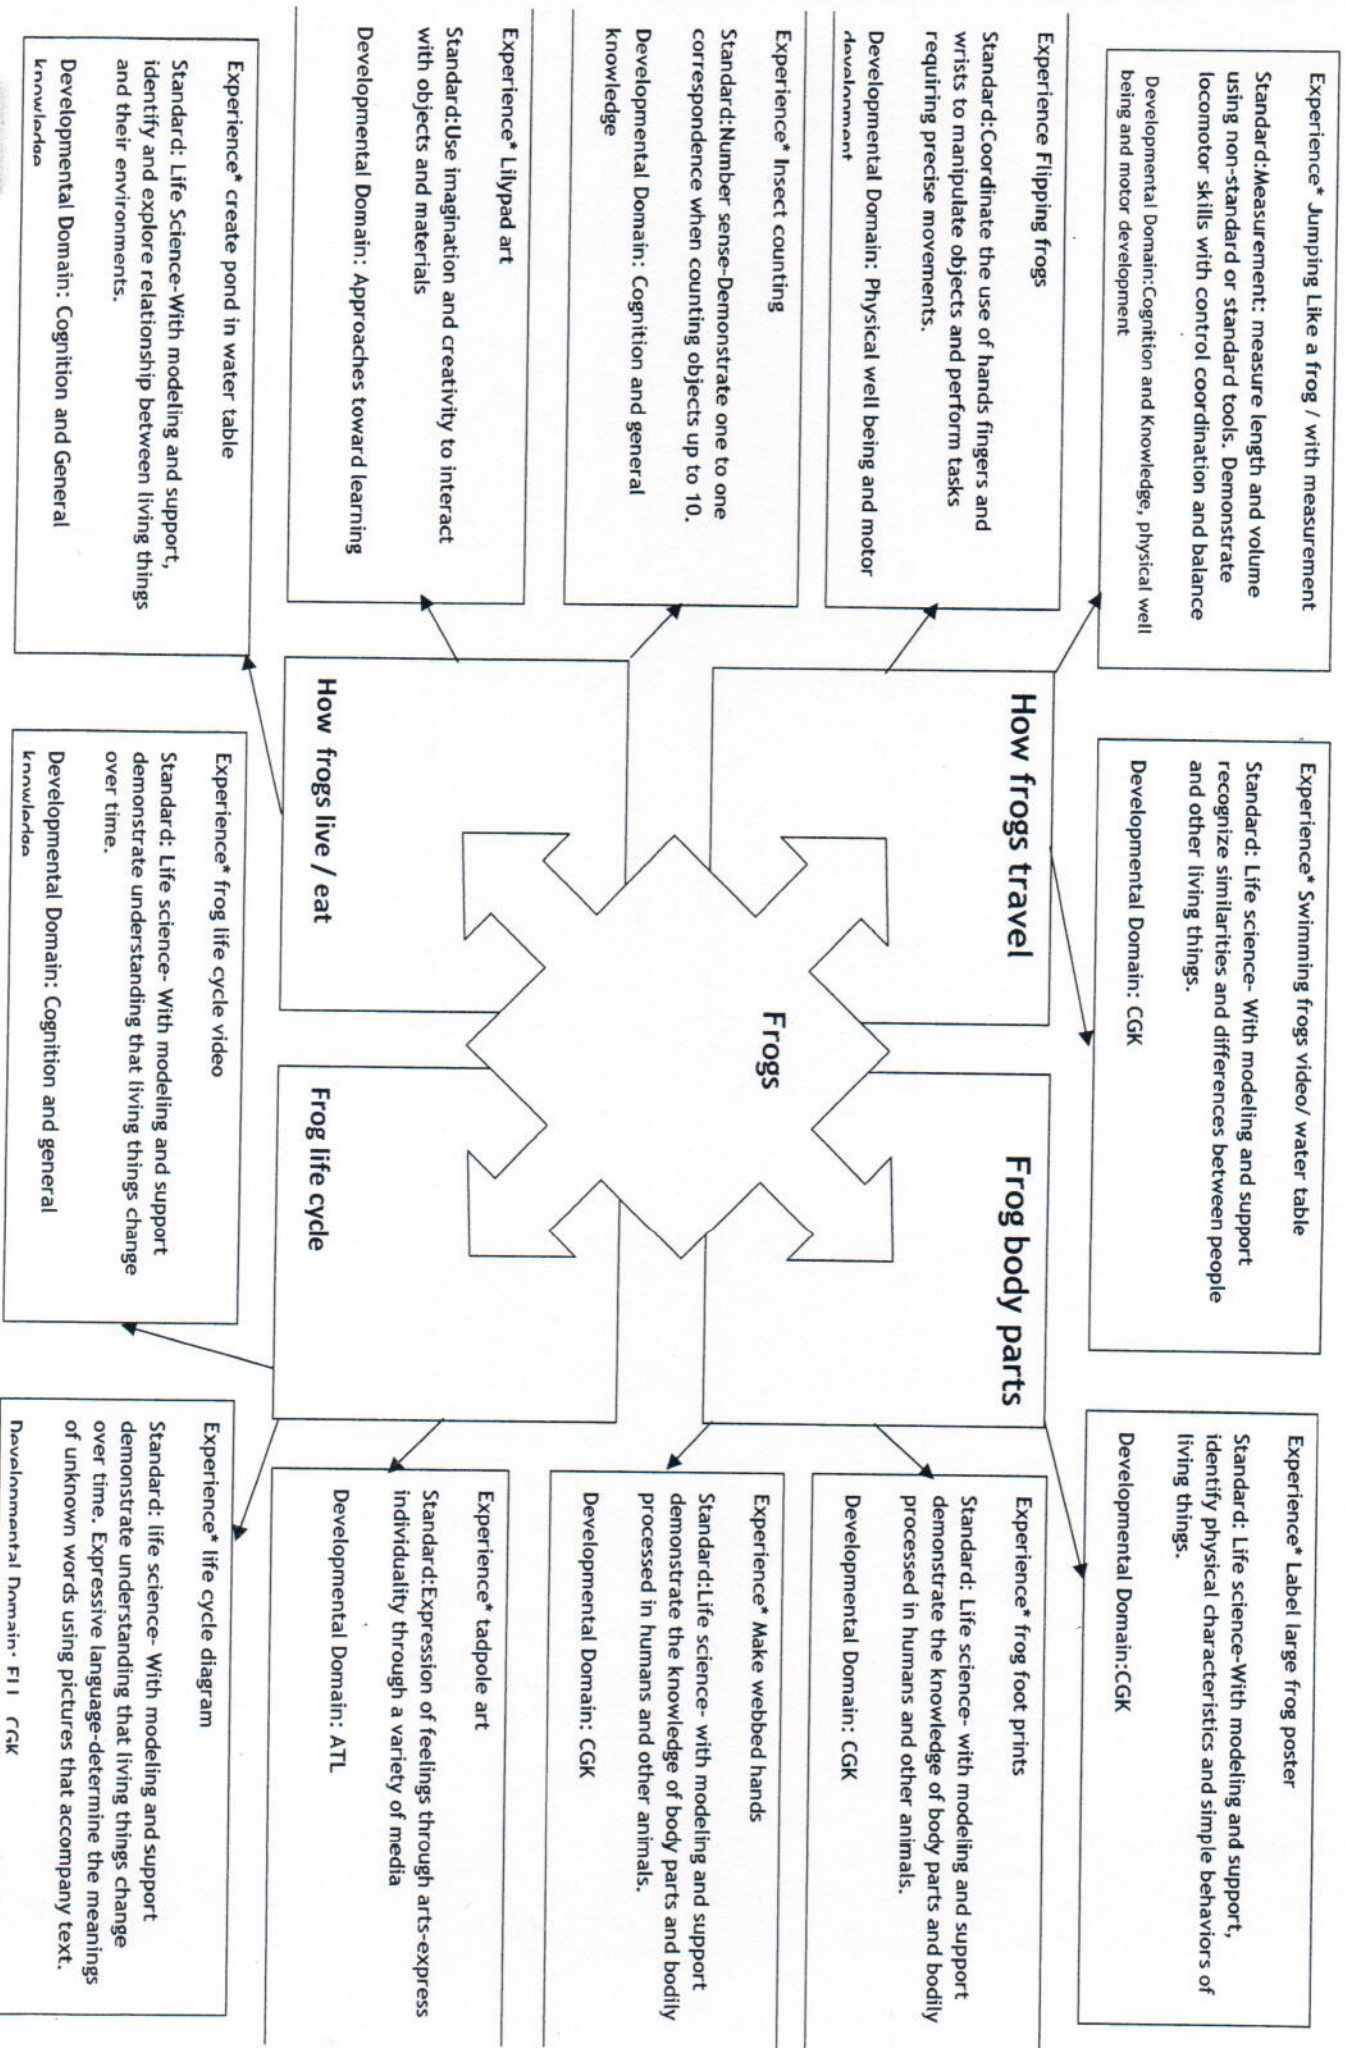 Experience* Jumping Like a frog / with measurement
Standard:Measurement: measure length and volume
using non-standard or standard tools. Demonstrate
locomotor skills with control coordination and balance
Developmental Domain:Cognition and Knowledge, physical well
being and motor development
Experience* Swimming frogs video/ water table
Standard: Life science- With modeling and support
recognize similarities and differences between people
and other living things.
Developmental Domain: CGK
Experience* Label large frog poster
Standard: Life science-With modeling and support,
identify physical characteristics and simple behaviors of
living things.
Developmental Domain:CGK
Experience Flipping frogs
Standard:Coordinate the use of hands fingers and
wrists to manipulate objects and perform tasks
requiring precise movements.
Developmental Domain: Physical well being and motor
development
How frogs travel
Frog body parts
Experience* frog foot prints
Standard: Life science- with modeling and support
demonstrate the knowledge of body parts and bodily
processed in humans and other animals.
Developmental Domain: CGK
Experience* Insect counting
Standard:Number sense-Demonstrate one to one
correspondence when counting objects up to 10.
Developmental Domain: Cognition and general
knowledge
Frogs
Experience* Make webbed hands
Standard:Life science- with modeling and support
demonstrate the knowledge of body parts and bodily
processed in humans and other animals.
Developmental Domain: CGK
Experience* Lilypad art
Standard:Use imagination and creativity to interact
with objects and materials
Developmental Domain: Approaches toward learning
How frogs live / eat
Frog life cycle
Experience* tadpole art
Standard:Expression of feelings through arts-express
individuality through a variety of media
Developmental Domain: ATL
Experience* create pond in water table
Standard: Life Science-With modeling and support,
identify and explore relationship between living things
and their environments.
Developmental Domain: Cognition and General
knowledge
Experience* frog life cycle video
Standard: Life science- With modeling and support
demonstrate understanding that living things change
over time.
Developmental Domain: Cognition and general
knowledge
Experience* life cycle diagram
Standard: life science- With modeling and support
demonstrate understanding that living things change
over time. Expressive language-determine the meanings
of unknown words using pictures that accompany text.
Developmental Domain: CGK